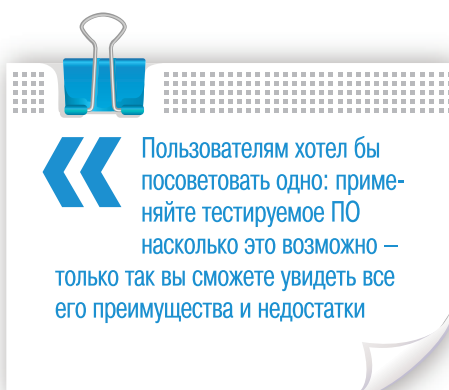 « Пользователям хотел бы
посоветовать одно: приме-
няйте тестируемое ПО
насколько это возможно –
только так вы сможете увидеть все
его преимущества и недостатки